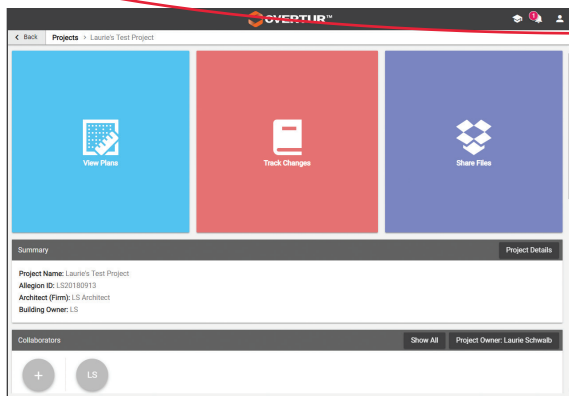 OVERTUR™
1
< Back Projects > Laurie's Test Project
View Plans
Track Changes
Share Files
Summary Project Details
Project Name: Laurie's Test Project
Allegion ID: LS20180913
Architect (Firm): LS Architect
Building Owner: LS
Collaborators Show All Project Owner: Laurie Schwalb
+ LS